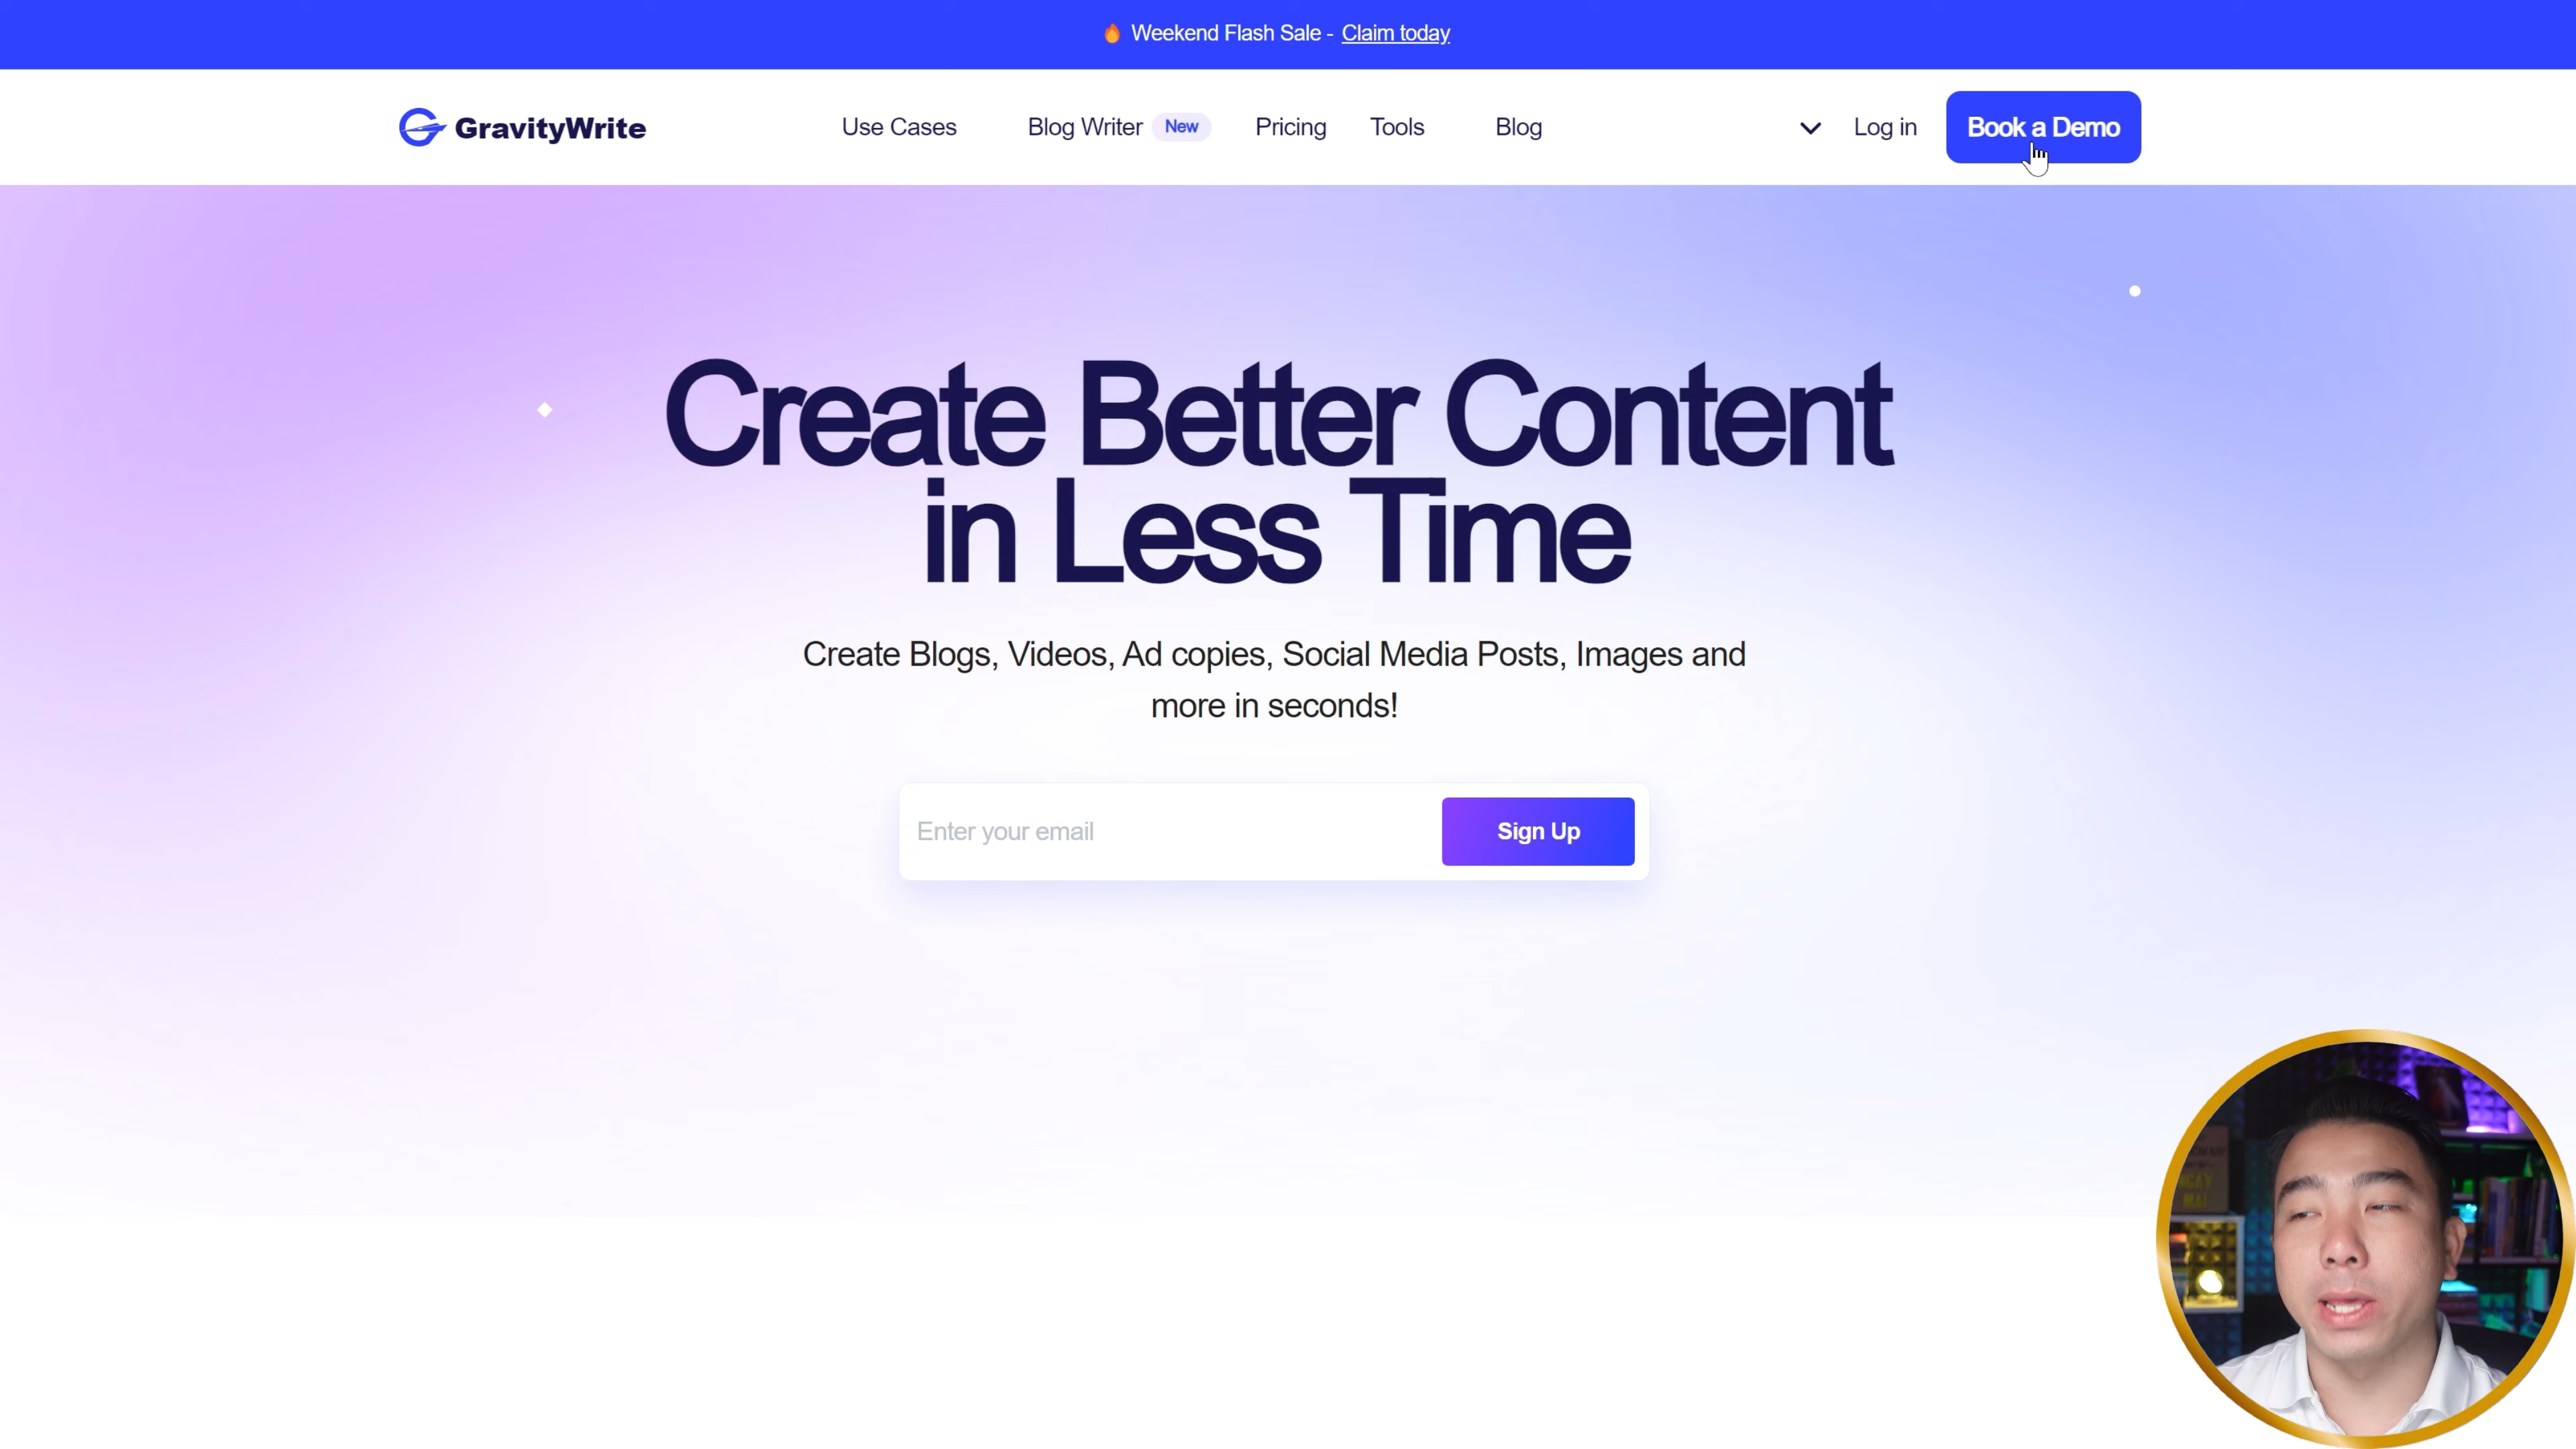 🔥 Weekend Flash Sale - Claim today
GravityWrite
Use Cases
Blog Writer New
Pricing
Tools
Blog
Log in
Book a Demo
Create Better Content
in Less Time
Create Blogs, Videos, Ad copies, Social Media Posts, Images and
more in seconds!
Enter your email
Sign Up
MAI